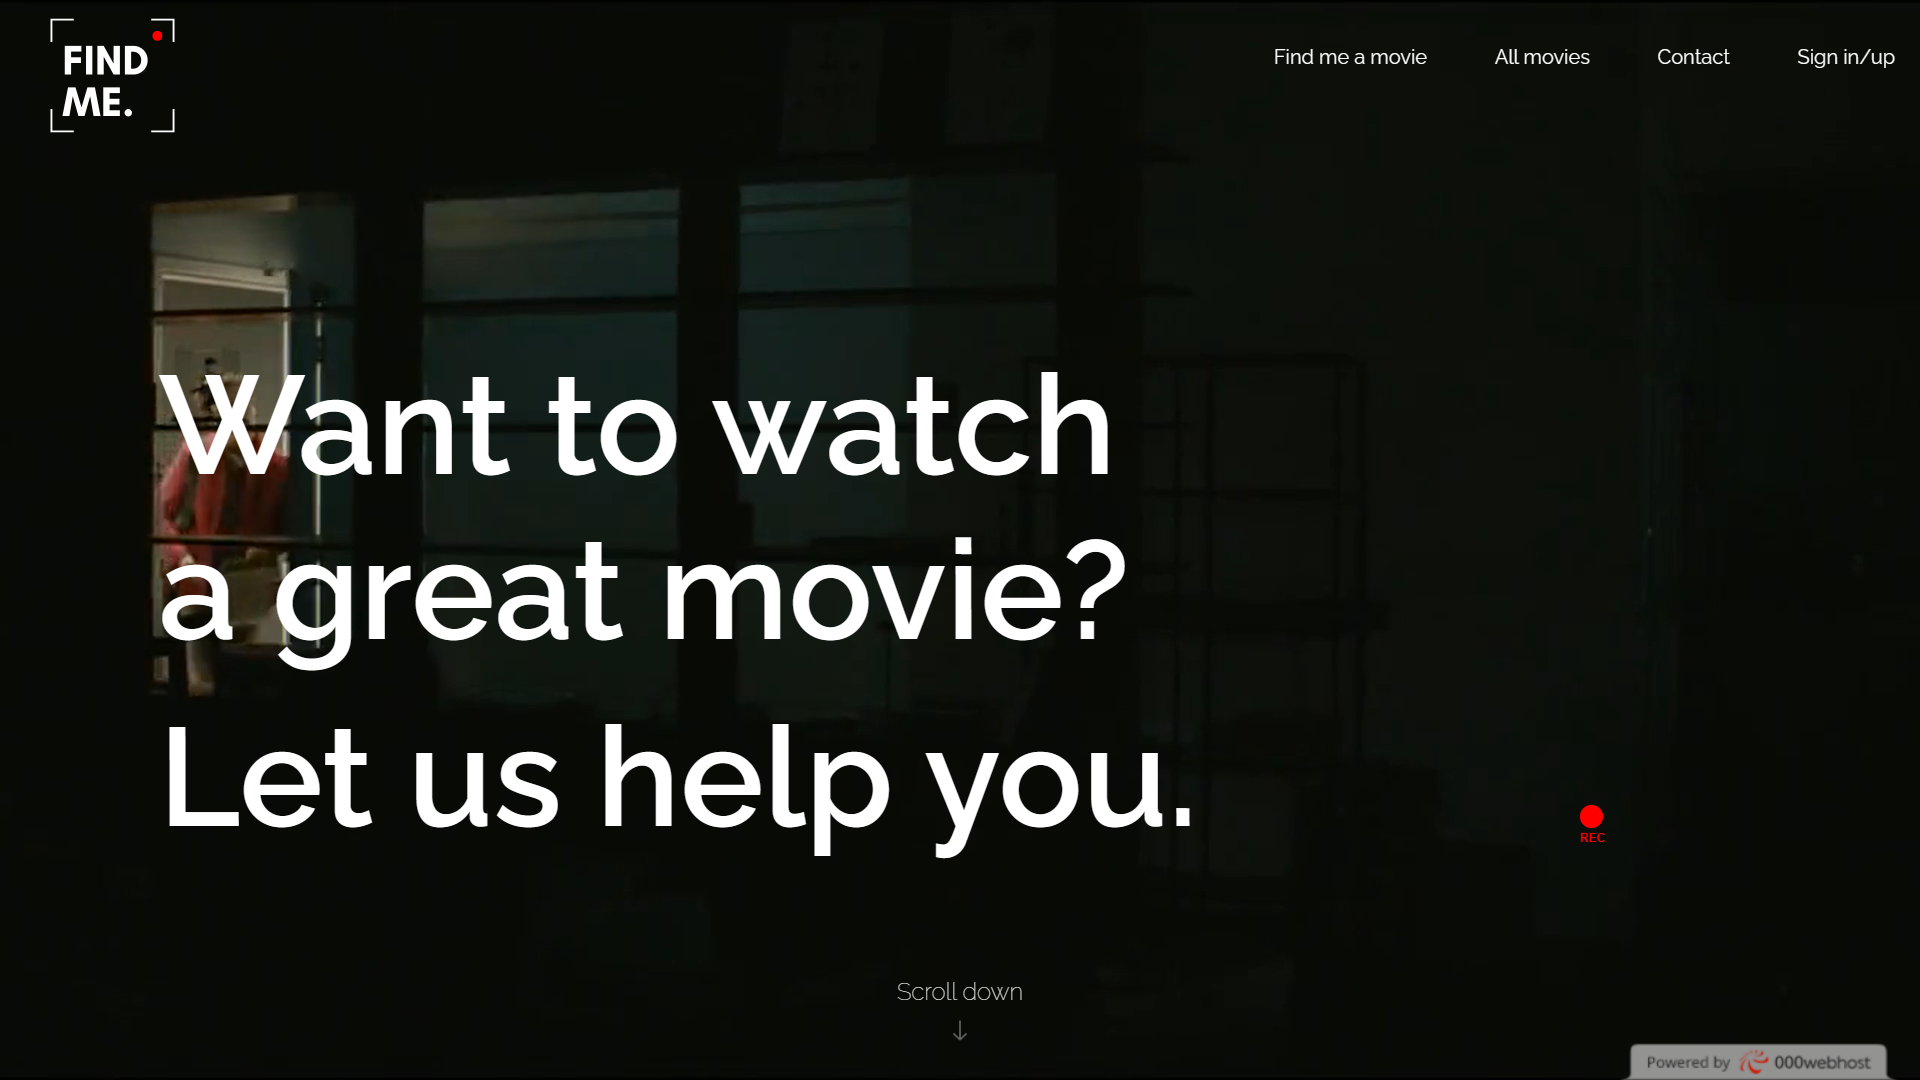 FIND
ME.
Find me a movie
All movies
Contact
Sign in/up
Want to watch
a great movie?
Let us help you.
REC
Scroll down
Powered by 000webhost